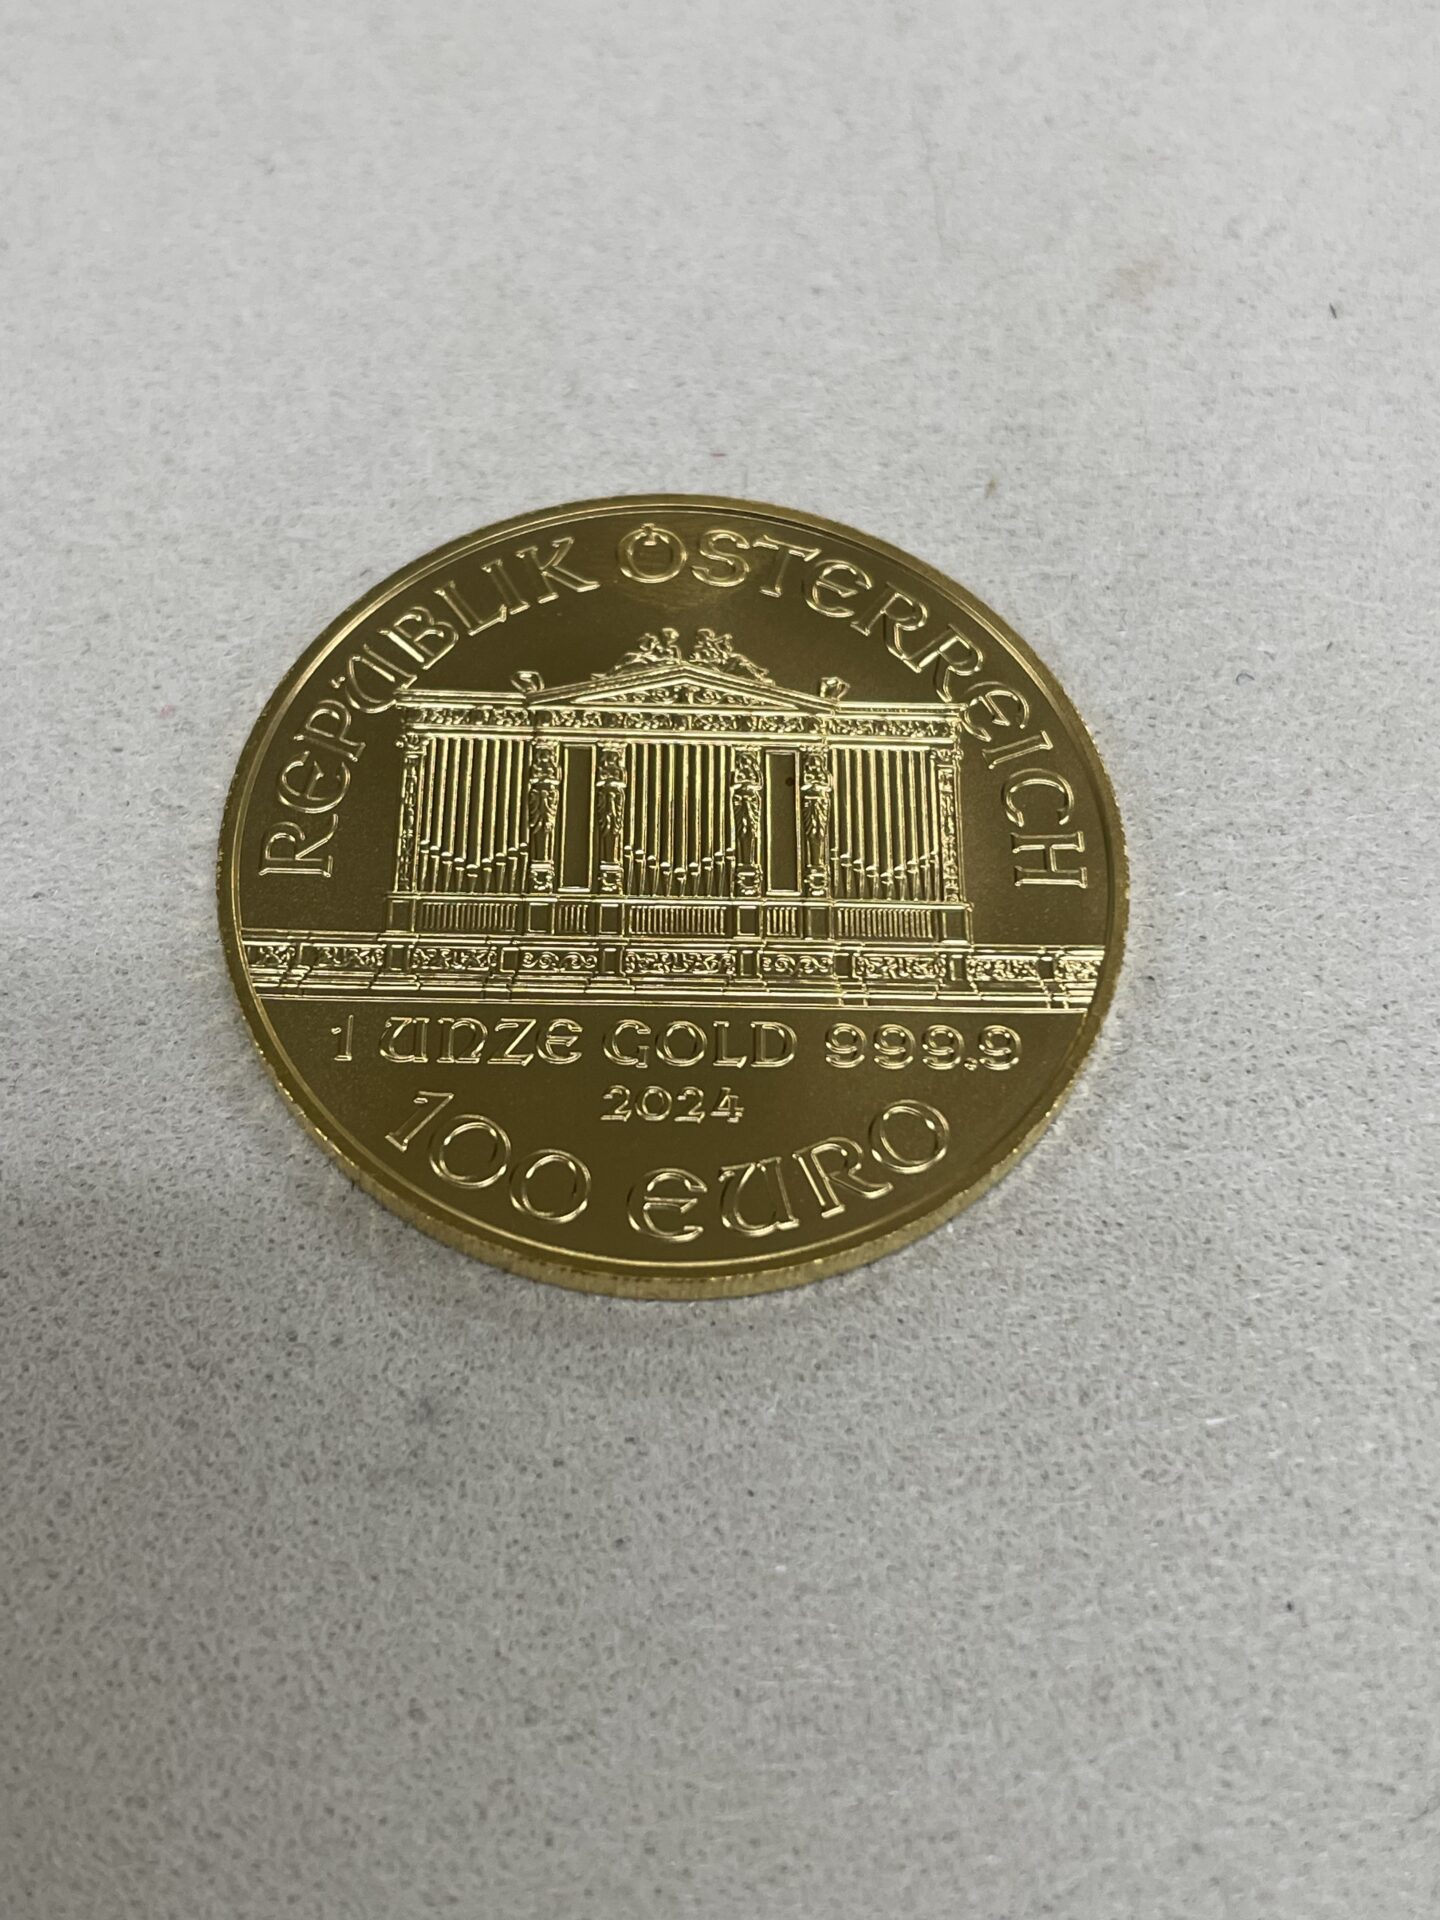 REPUBLIK ÖSTERREICH
1 UNZE GOLD 999.9
2024
100 EURO